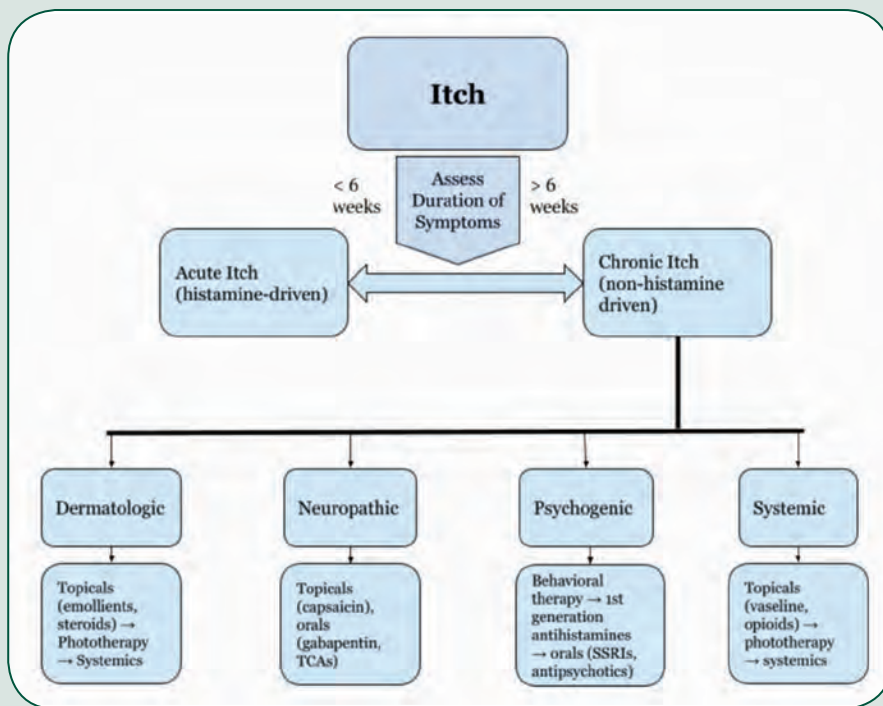 Itch
< 6
weeks
Assess
Duration of
Symptoms
> 6
weeks
Acute Itch
(histamine-driven)
Chronic Itch
(non-histamine
driven)
Dermatologic
Neuropathic
Psychogenic
Systemic
Topicals
(emollients,
steroids) →
Phototherapy
→ Systemics
Topicals
(capsaicin),
orals
(gabapentin,
TCAs)
Behavioral
therapy → 1st
generation
antihistamines
→ orals (SSRIs,
antipsychotics)
Topicals
(vaseline,
opioids) →
phototherapy
→ systemics